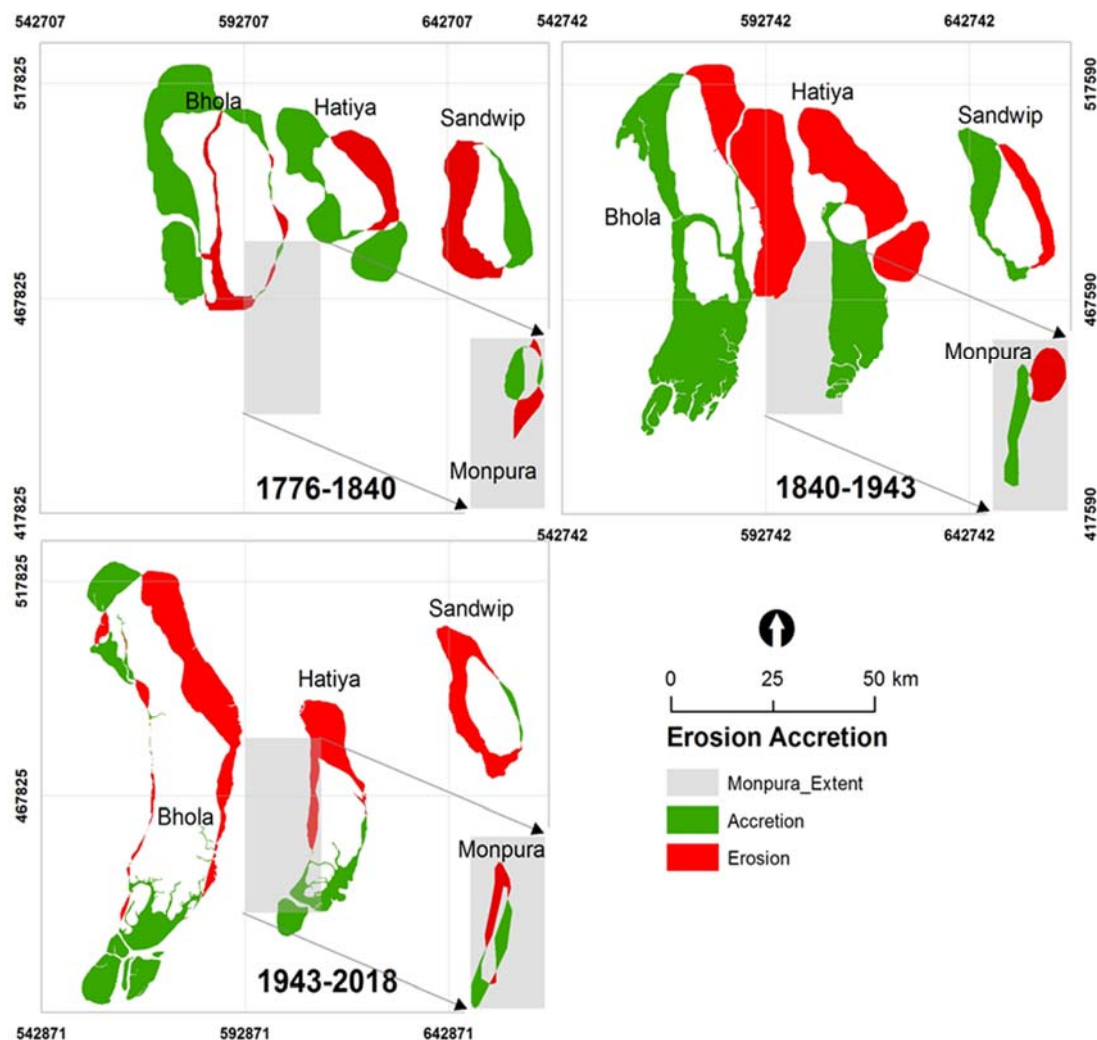 542707 592707 642707 542742 592742 642742
517825
467825
417825
Bhola
Hatiya
Sandwip
Monpura
1776-1840
517590
467590
417590
Hatiya
Sandwip
Bhola
Monpura
1840-1943
542742 592742 642742
517825
467825
Sandwip
Hatiya
Bhola
Monpura
1943-2018
542871 592871 642871
0 25 50 km
Erosion Accretion
Monpura_Extent
Accretion
Erosion